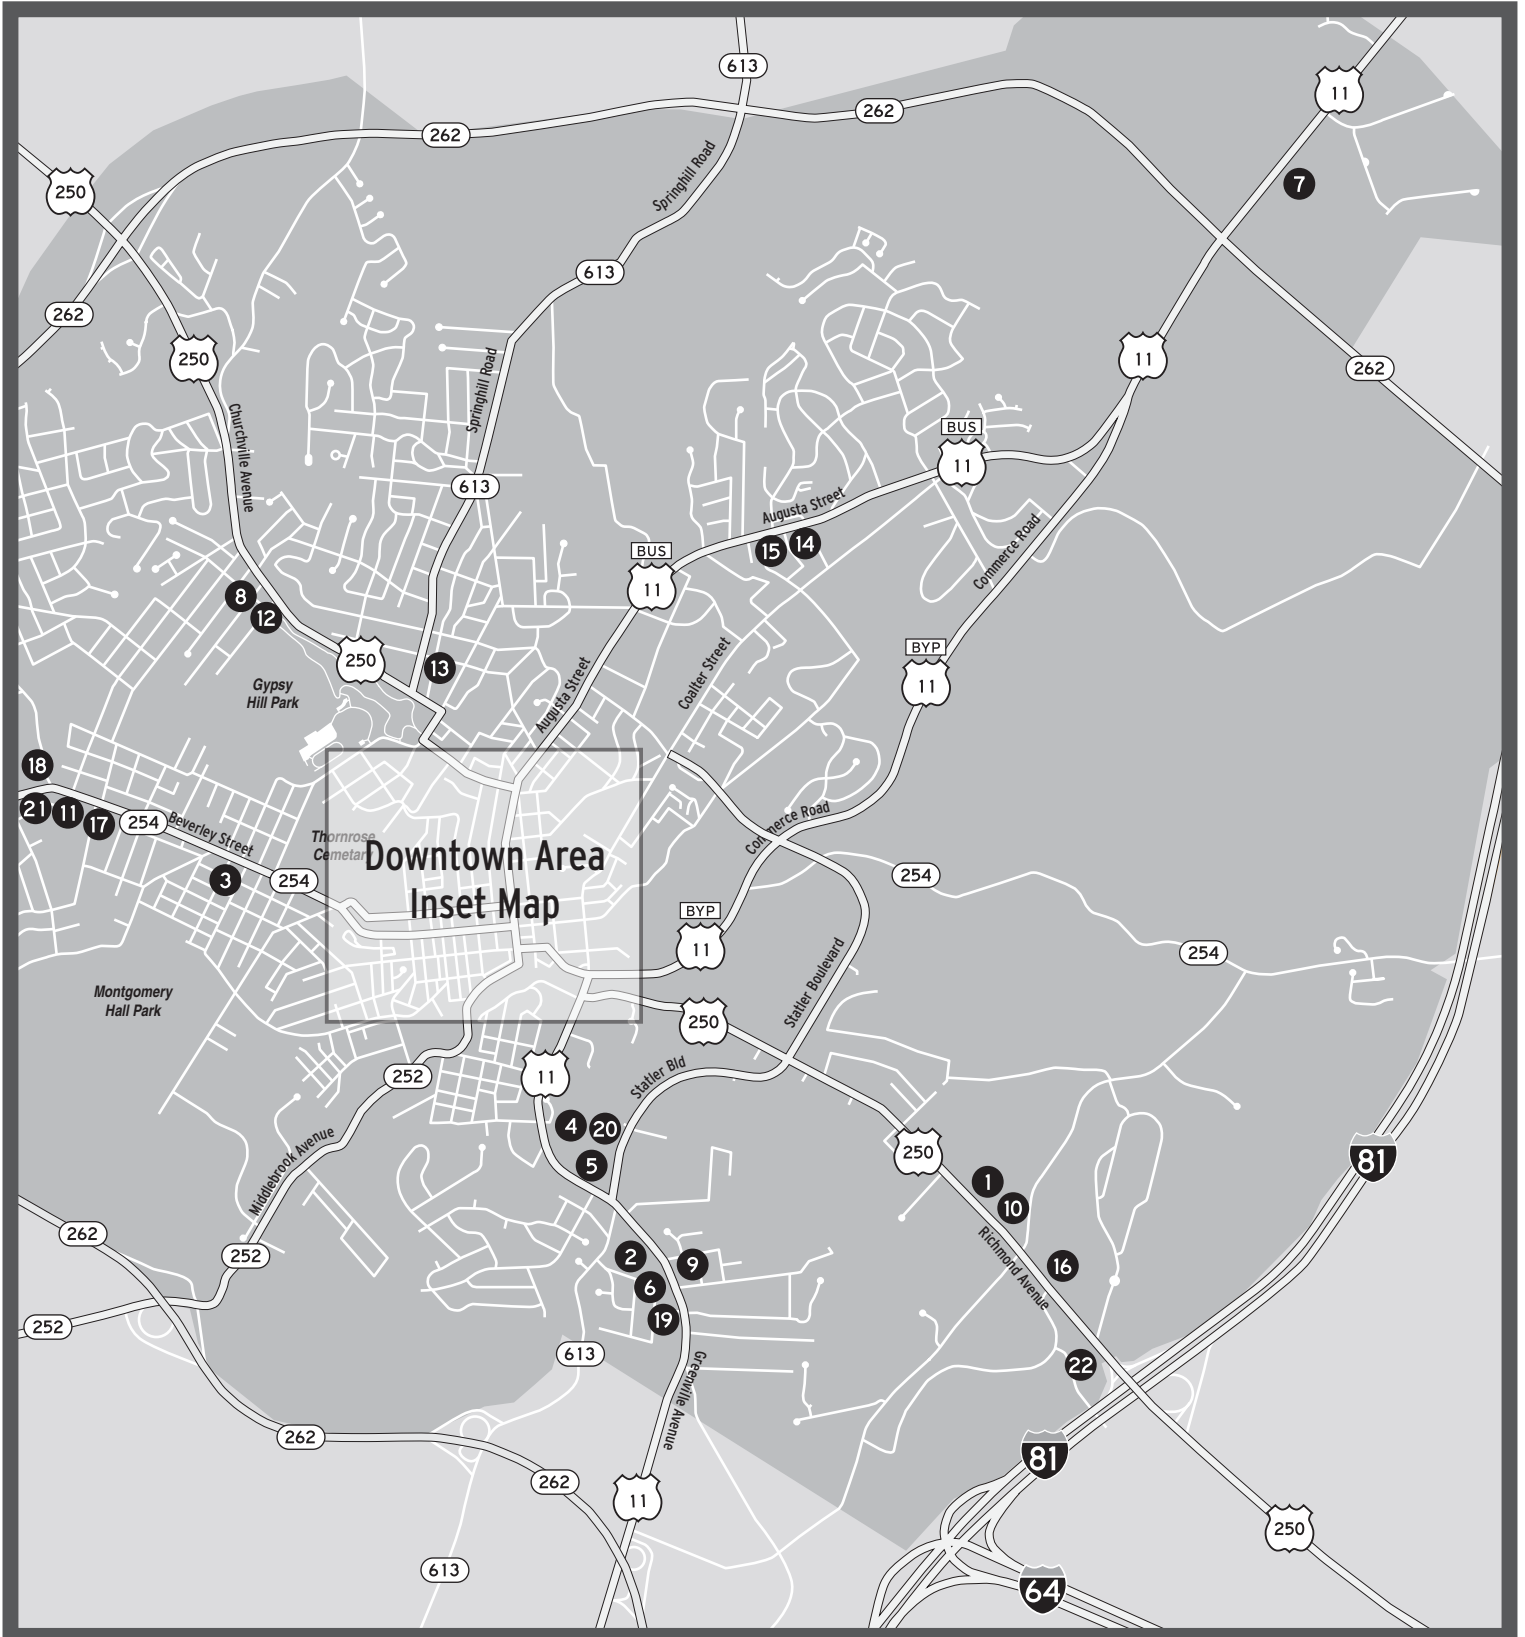 613
11
262
262
7
250
Springhill Road
613
262
11
250
262
Springhill Road
BUS
11
Churchville Avenue
613
Augusta Street
BUS
15
14
Commerce Road
11
8
12
BYP
250
13
11
Coalter Street
Gypsy
Hill Park
Augusta Street
18
21
11
17
254
Beverley Street
Commerce Road
Thornrose
Cemetary
Downtown Area
Inset Map
3
254
254
BYP
11
254
Statler Boulevard
Montgomery
Hall Park
250
252
11
Statler Bld
4
20
250
81
5
Middlebrook Avenue
1
10
262
252
2
9
16
6
Richmond Avenue
252
19
613
22
Greenville Avenue
262
81
262
11
250
613
64